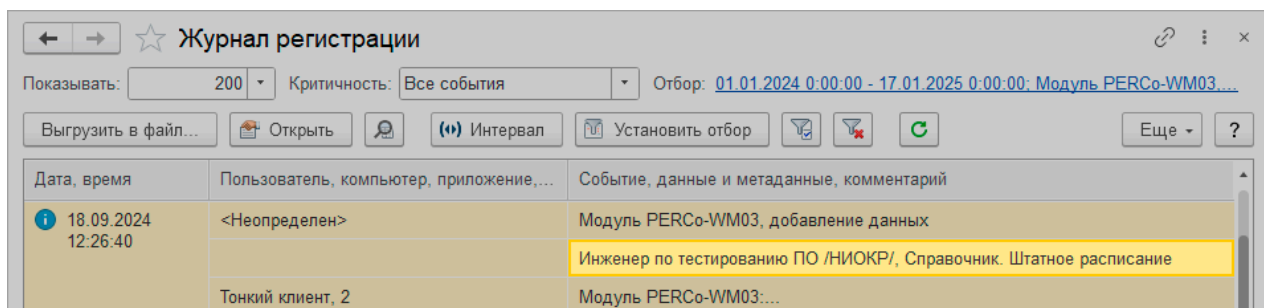 Журнал регистрации
Показывать: 200 Критичность: Все события Отбор: 01.01.2024 0:00:00 - 17.01.2025 0:00:00; Модуль PERCo-WM03,...
Выгрузить в файл... Открыть Интервал Установить отбор Еще ?
Дата, время Пользователь, компьютер, приложение,... Событие, данные и метаданные, комментарий
18.09.2024 <Неопределен> Модуль PERCo-WM03, добавление данных
12:26:40
Инженер по тестированию ПО /НИОКР/, Справочник. Штатное расписание
Тонкий клиент, 2 Модуль PERCo-WM03:...